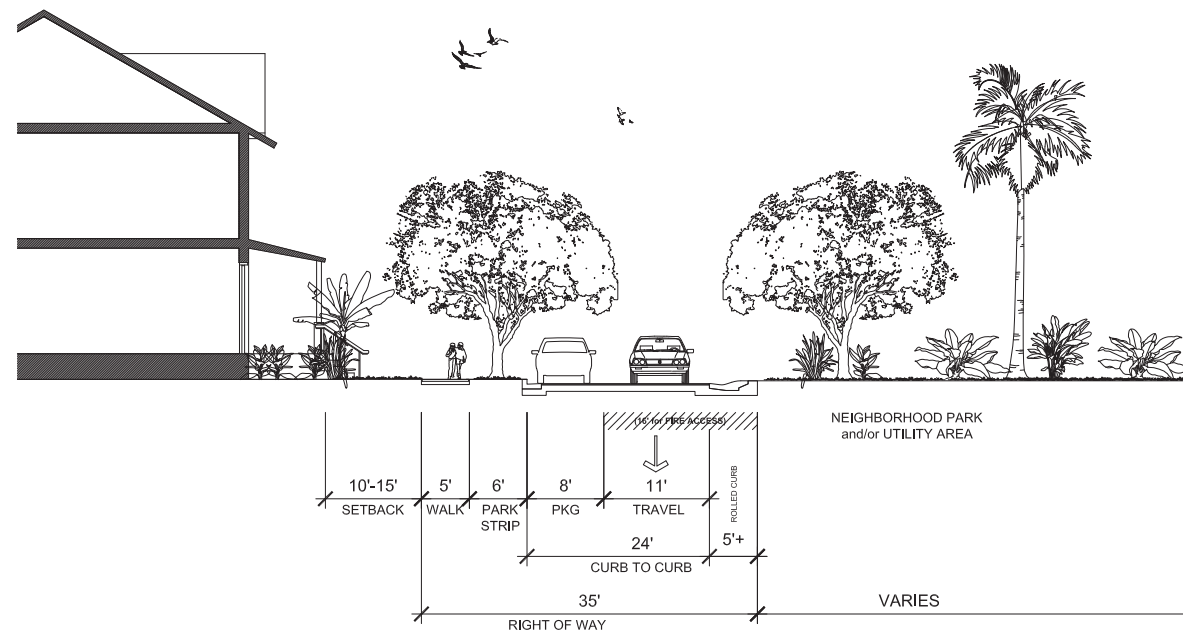 (16' for FIRE ACCESS)
NEIGHBORHOOD PARK
and/or UTILITY AREA
10'-15'
SETBACK
5'
WALK
6'
PARK
STRIP
8'
PKG
11'
TRAVEL
ROLLED CURB
24'
CURB TO CURB
5'+
35'
RIGHT OF WAY
VARIES